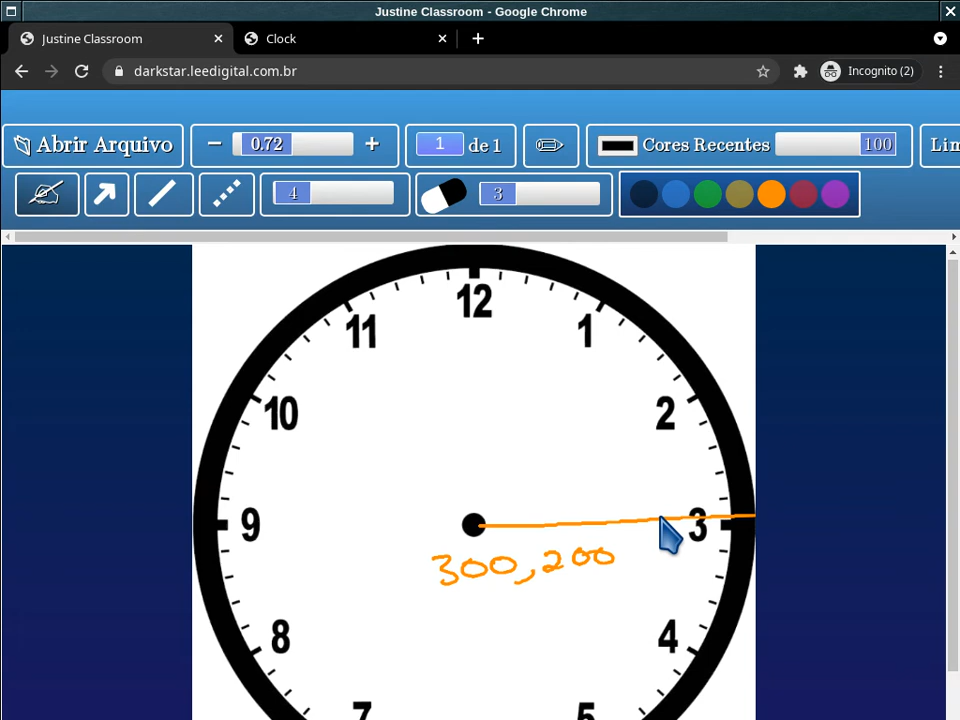 Justine Classroom - Google Chrome
Justine Classroom
Clock
darkstar.leedigital.com.br
Incognito (2)
Abrir Arquivo
0.72
1 de 1
Cores Recentes
100
Lim
4
3
12
11
1
10
2
9
3
300,200
8
4
7
5